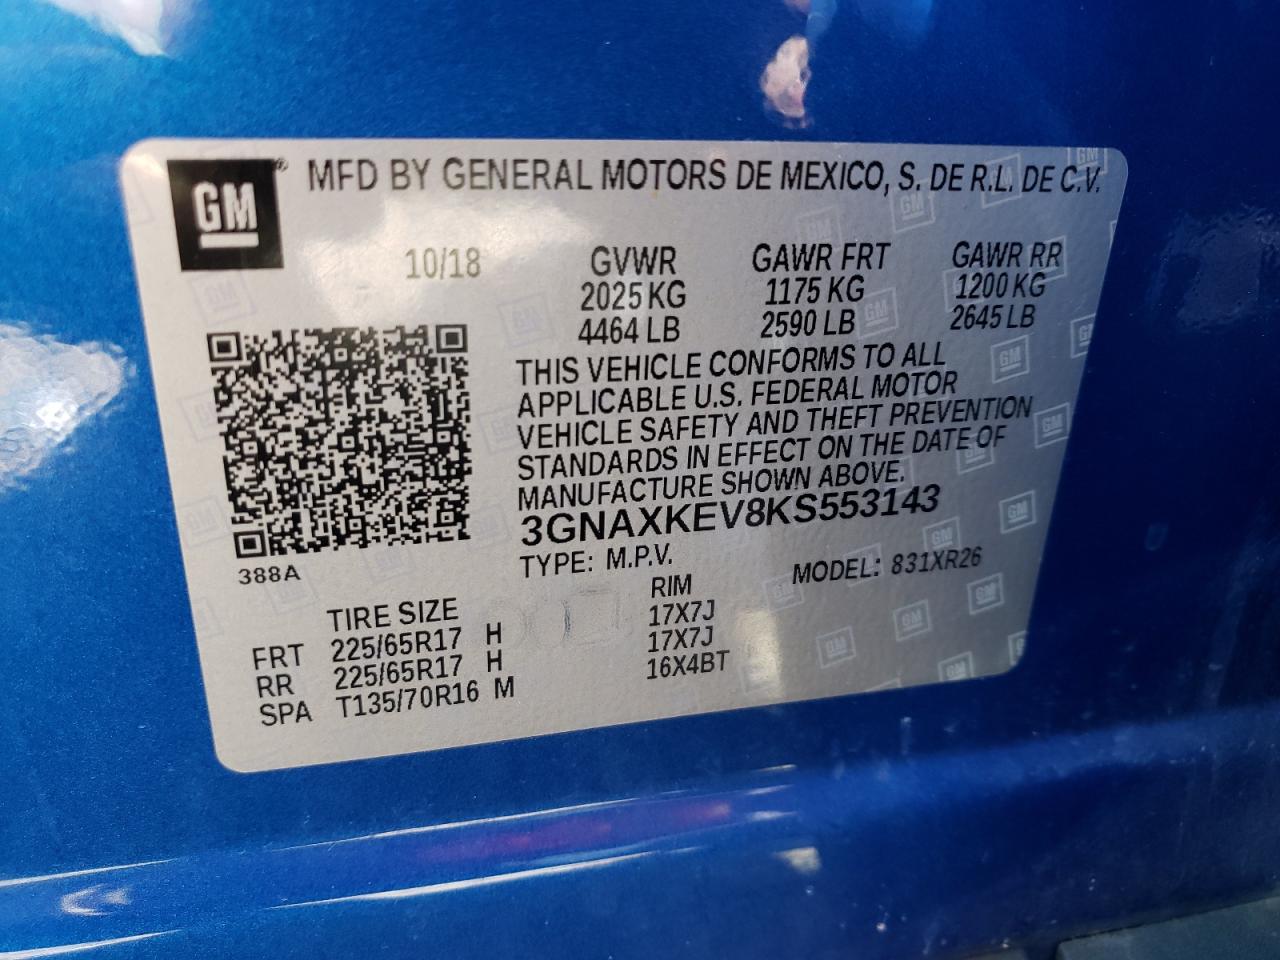 GM® MFD BY GENERAL MOTORS DE MEXICO, S. DE R.L. DE C.V.
10/18 GVWR GAWR FRT GAWR RR
2025 KG 1175 KG 1200 KG
4464 LB 2590 LB 2645 LB
THIS VEHICLE CONFORMS TO ALL
APPLICABLE U.S. FEDERAL MOTOR
VEHICLE SAFETY AND THEFT PREVENTION
STANDARDS IN EFFECT ON THE DATE OF
MANUFACTURE SHOWN ABOVE.
3GNAXKEV8KS553143
388A TYPE: M.P.V. MODEL: 831XR26
TIRE SIZE RIM
FRT 225/65R17 H 17X7J
RR 225/65R17 H 17X7J
SPA T135/70R16 M 16X4BT